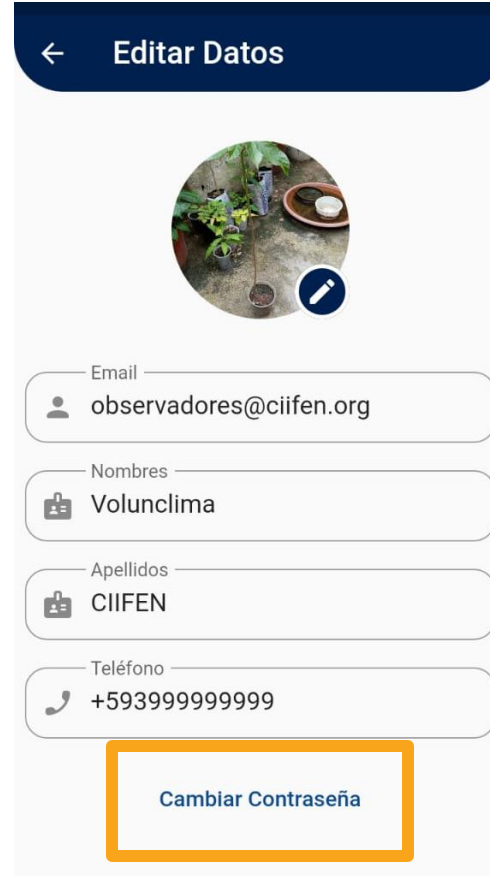 Editar Datos
Email
observadores@ciifen.org
Nombres
Volunclima
Apellidos
CIIFEN
Teléfono
+593999999999
Cambiar Contraseña